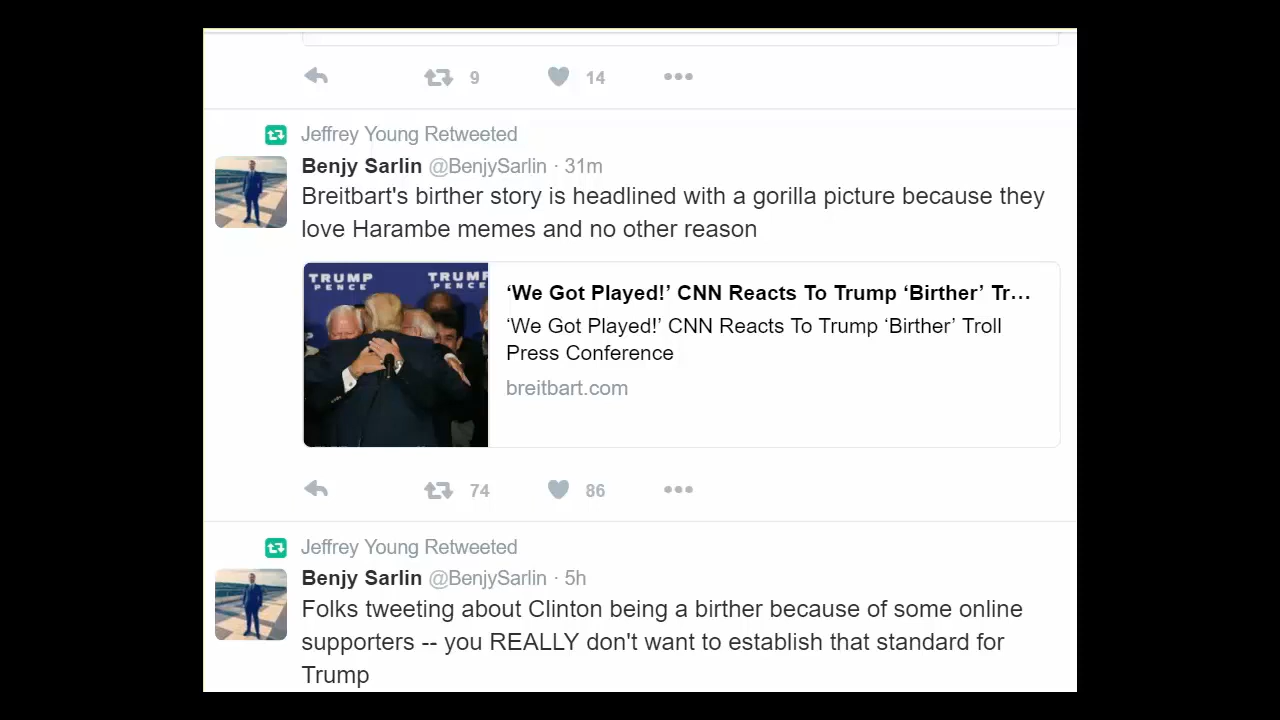 9 14
Jeffrey Young Retweeted
Benjy Sarlin @BenjySarlin · 31m
Breitbart's birther story is headlined with a gorilla picture because they
love Harambe memes and no other reason
TRUMP TRUMP
PENCE PENCE
‘We Got Played!’ CNN Reacts To Trump ‘Birther’ Tr...
‘We Got Played!’ CNN Reacts To Trump ‘Birther’ Troll
Press Conference
breitbart.com
74 86
Jeffrey Young Retweeted
Benjy Sarlin @BenjySarlin · 5h
Folks tweeting about Clinton being a birther because of some online
supporters -- you REALLY don't want to establish that standard for
Trump